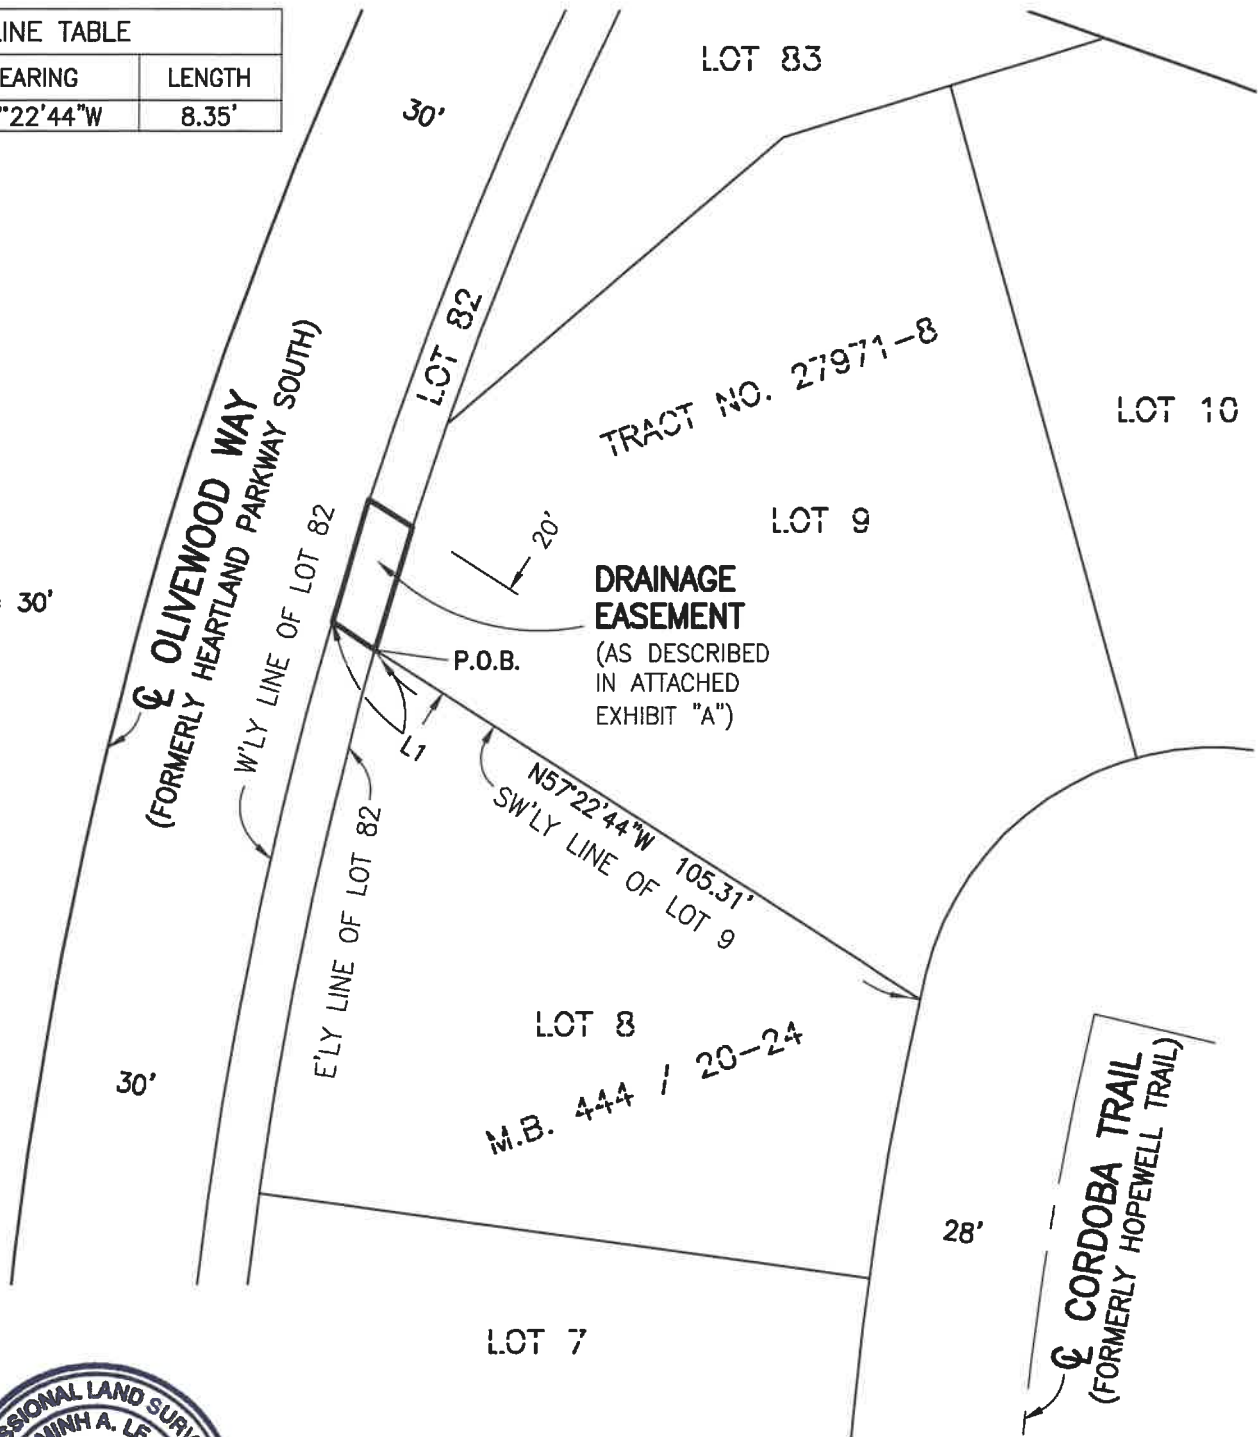 LINE TABLE
LENGTH
22'44"W
8.35'
30'
LOT 83
LOT 82
TRACT NO. 27971-8
LOT 10
LOT 9
℄ OLIVEWOOD WAY
(FORMERLY HEARTLAND PARKWAY SOUTH)
W'LY LINE OF LOT 82
20'
30'
DRAINAGE
EASEMENT
(AS DESCRIBED
IN ATTACHED
EXHIBIT "A")
P.O.B.
L1
N57°22'44"W 105.31'
SW'LY LINE OF LOT 9
E'LY LINE OF LOT 82
LOT 8
M.B. 444 / 20-24
30'
28'
℄ CORDOBA TRAIL
(FORMERLY HOPEWELL TRAIL)
LOT 7
LAND
MINH A. LE